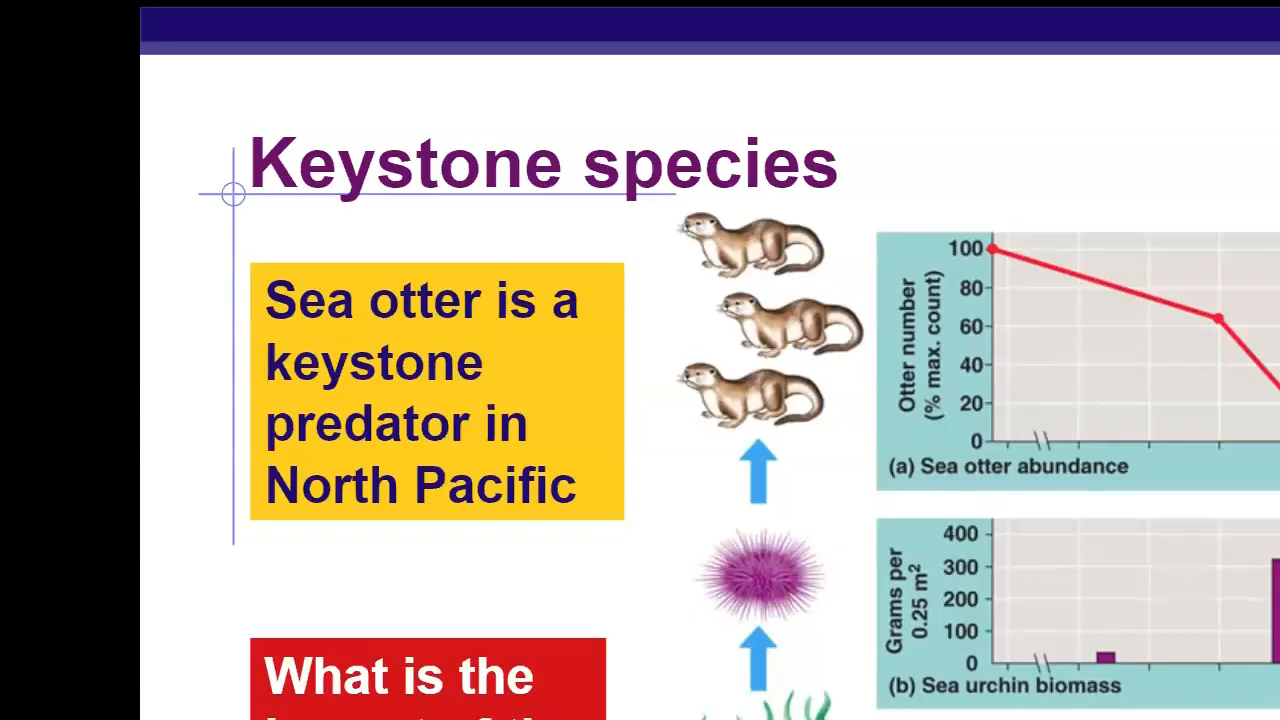 Keystone species
Sea otter is a
keystone
predator in
North Pacific
What is the
100
80
60
40
20
0
Otter number
(% max. count)
(a) Sea otter abundance
400
300
200
100
0
Grams per
0.25 m²
(b) Sea urchin biomass